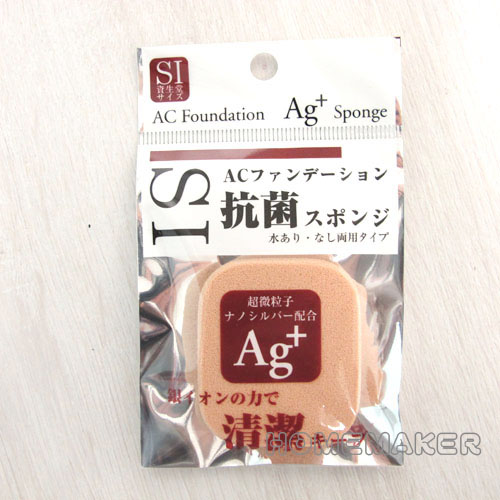 SI
資生堂
サイズ
AC Foundation Ag+ Sponge
SI
ACファンデーション
抗菌スポンジ
水あり・なし両用タイプ
超微粒子
ナノシルバー配合
Ag+
銀イオンの力で
清潔
HOMEMAKER